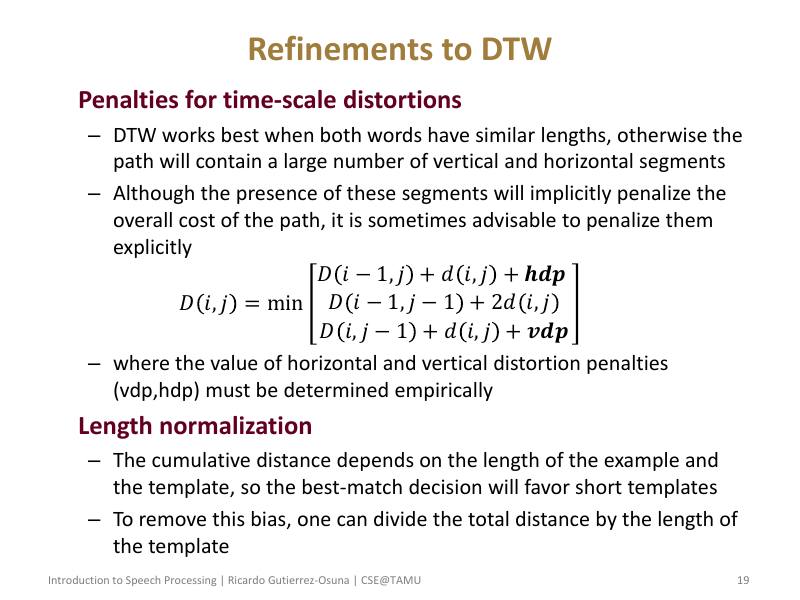 Refinements to DTW
Penalties for time-scale distortions
– DTW works best when both words have similar lengths, otherwise the
path will contain a large number of vertical and horizontal segments
– Although the presence of these segments will implicitly penalize the
overall cost of the path, it is sometimes advisable to penalize them
explicitly
D(i − 1, j) + d(i, j) + hdp
D(i, j) = min [ D(i − 1, j − 1) + 2d(i, j) ]
D(i, j − 1) + d(i, j) + vdp
– where the value of horizontal and vertical distortion penalties
(vdp,hdp) must be determined empirically
Length normalization
– The cumulative distance depends on the length of the example and
the template, so the best-match decision will favor short templates
– To remove this bias, one can divide the total distance by the length of
the template
Introduction to Speech Processing | Ricardo Gutierrez-Osuna | CSE@TAMU 19